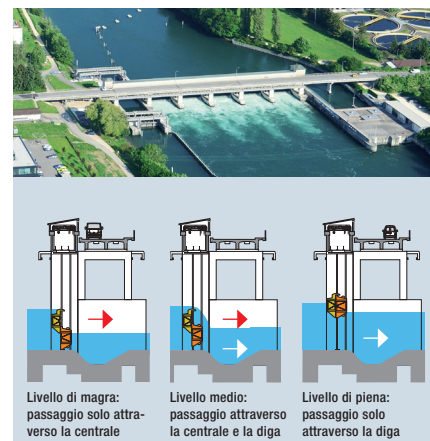 Livello di magra:
passaggio solo attra-
verso la centrale
Livello medio:
passaggio attraverso
la centrale e la diga
Livello di piena:
passaggio solo
attraverso la diga